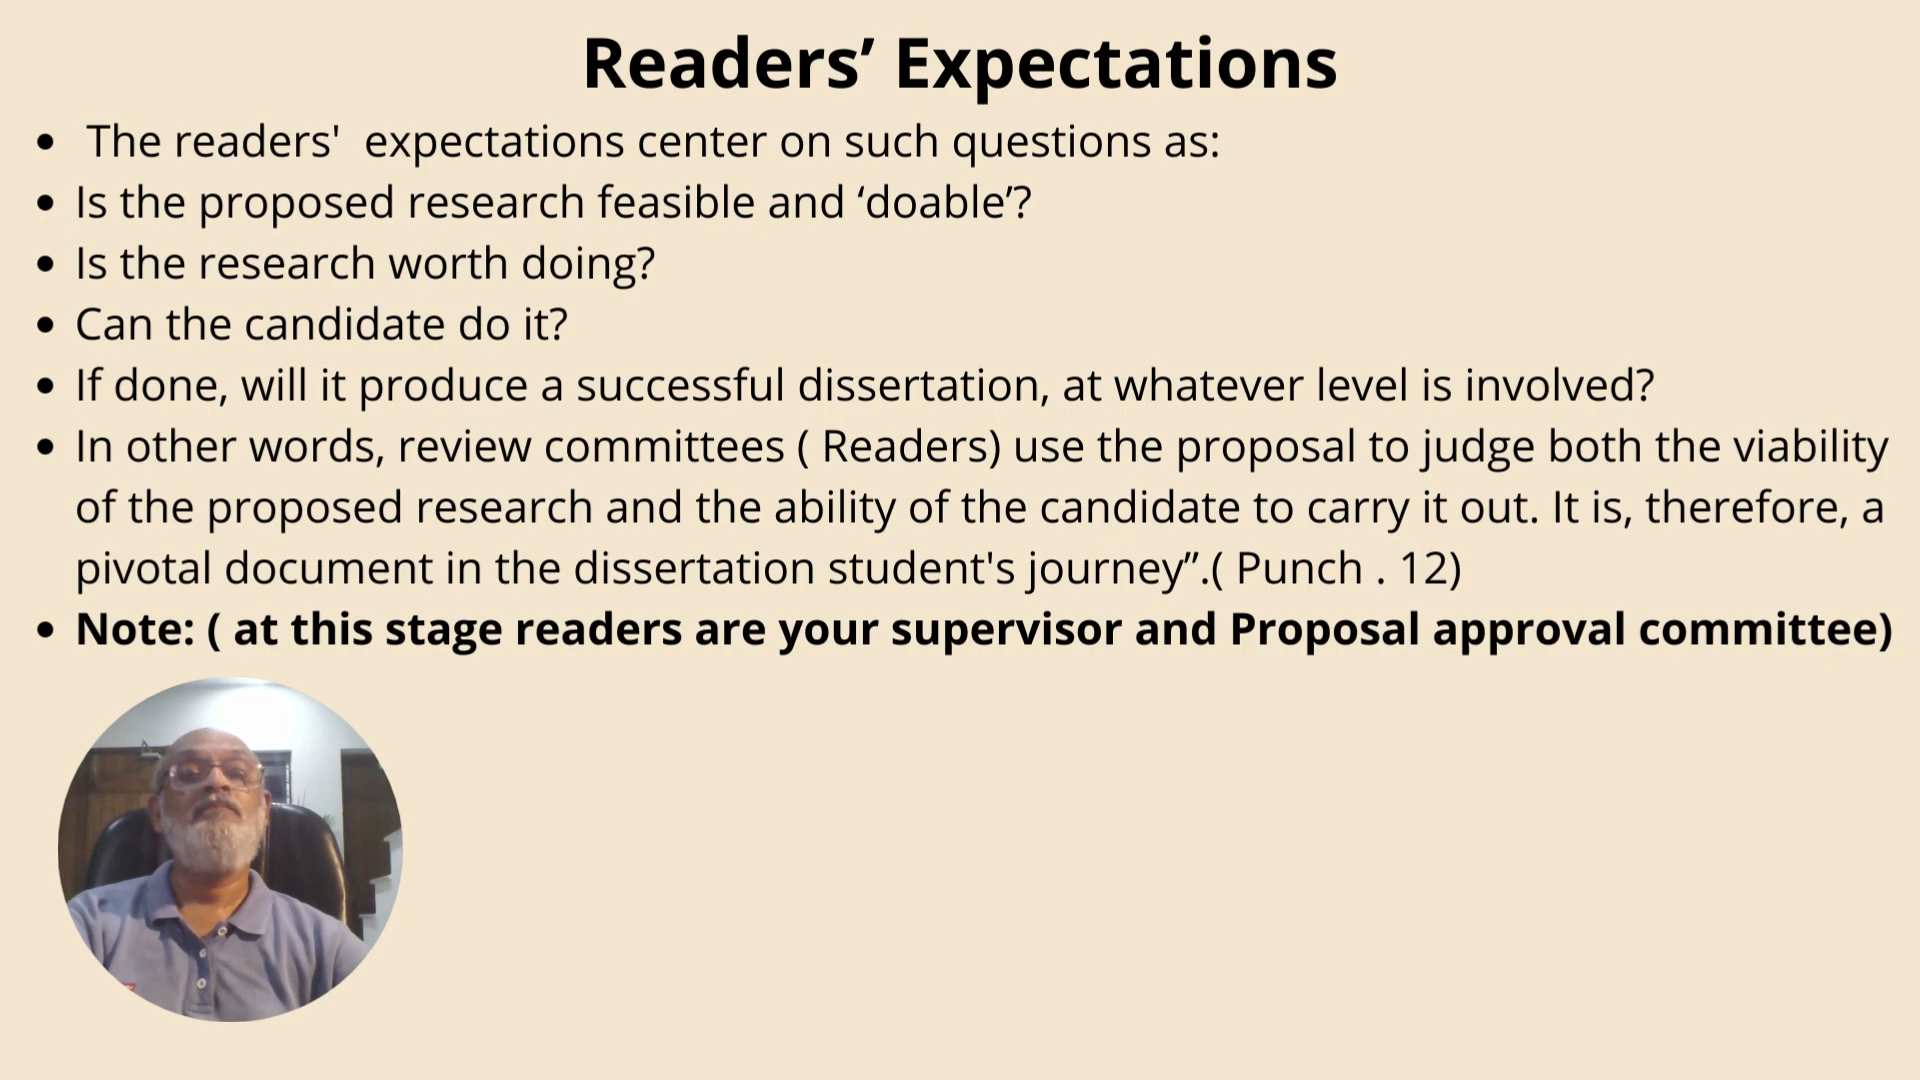 Readers’ Expectations
• The readers' expectations center on such questions as:
• Is the proposed research feasible and ‘doable’?
• Is the research worth doing?
• Can the candidate do it?
• If done, will it produce a successful dissertation, at whatever level is involved?
• In other words, review committees ( Readers) use the proposal to judge both the viability
of the proposed research and the ability of the candidate to carry it out. It is, therefore, a
pivotal document in the dissertation student's journey”.( Punch . 12)
• Note: ( at this stage readers are your supervisor and Proposal approval committee)